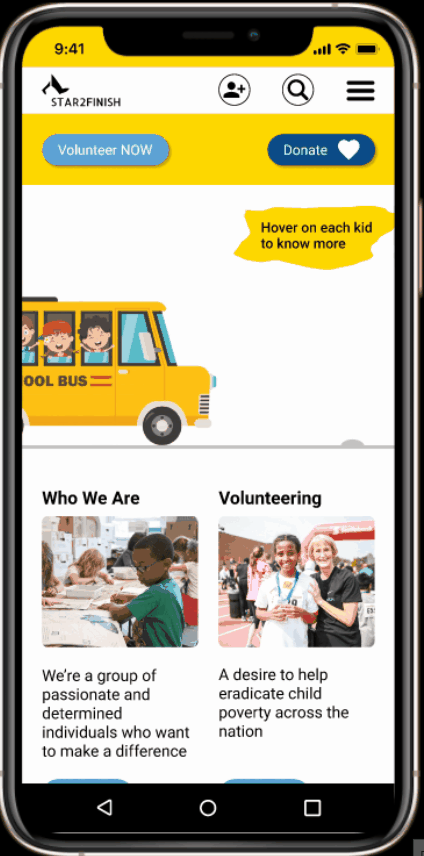 9:41
STAR2FINISH
Volunteer NOW
Donate
Hover on each kid
to know more
OOL BUS
Who We Are
Volunteering
We're a group of
passionate and
determined
individuals who want
to make a difference
A desire to help
eradicate child
poverty across the
nation